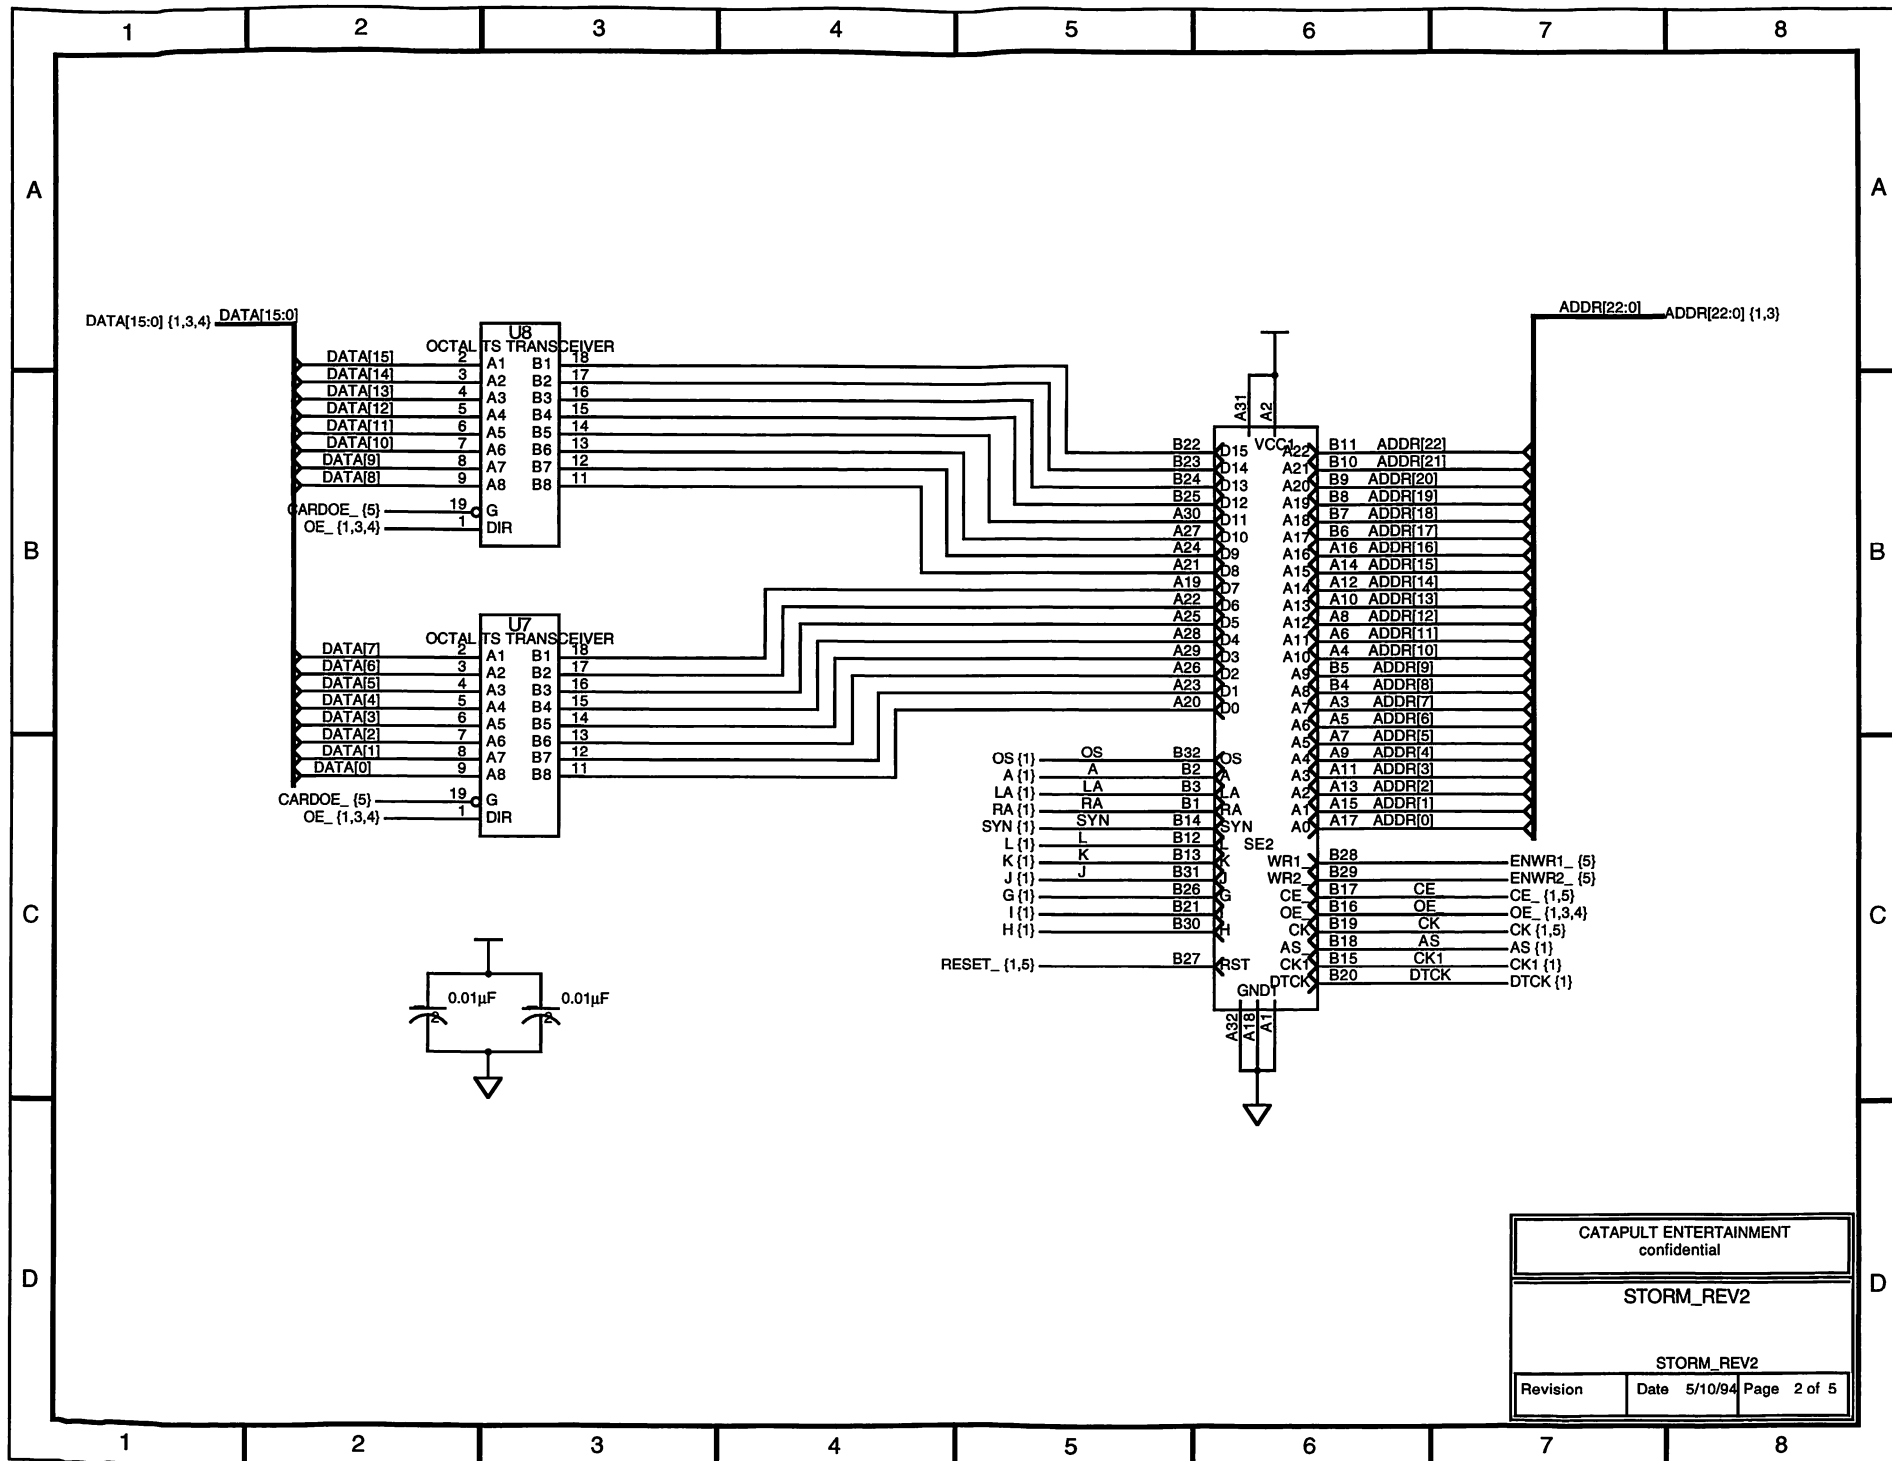 1 2 3 4 5 6 7 8
A A
DATA[15:0] {1,3,4} DATA[15:0]
ADDR[22:0] ADDR[22:0] {1,3}
U8
OCTAL TS TRANSCEIVER
DATA[15] 2 A1 B1 18
DATA[14] 3 A2 B2 17
DATA[13] 4 A3 B3 16
DATA[12] 5 A4 B4 15
DATA[11] 6 A5 B5 14
DATA[10] 7 A6 B6 13
DATA[9] 8 A7 B7 12
DATA[8] 9 A8 B8 11
CARDOE_ {5} 19 G
OE_ {1,3,4} 1 DIR
B B
U7
OCTAL TS TRANSCEIVER
DATA[7] 2 A1 B1 18
DATA[6] 3 A2 B2 17
DATA[5] 4 A3 B3 16
DATA[4] 5 A4 B4 15
DATA[3] 6 A5 B5 14
DATA[2] 7 A6 B6 13
DATA[1] 8 A7 B7 12
DATA[0] 9 A8 B8 11
CARDOE_ {5} 19 G
OE_ {1,3,4} 1 DIR
A31 A2
VCC1
B22 D15 A22 B11 ADDR[22]
B23 D14 A21 B10 ADDR[21]
B24 D13 A20 B9 ADDR[20]
B25 D12 A19 B8 ADDR[19]
A30 D11 A18 B7 ADDR[18]
A27 D10 A17 B6 ADDR[17]
A24 D9 A16 A16 ADDR[16]
A21 D8 A15 A14 ADDR[15]
A19 D7 A14 A12 ADDR[14]
A22 D6 A13 A10 ADDR[13]
A25 D5 A12 A8 ADDR[12]
A28 D4 A11 A6 ADDR[11]
A29 D3 A10 A4 ADDR[10]
A26 D2 A9 B5 ADDR[9]
A23 D1 A8 B4 ADDR[8]
A20 D0 A7 A3 ADDR[7]
A6 A5 ADDR[6]
A5 A7 ADDR[5]
OS {1} OS B32 OS A4 A9 ADDR[4]
A {1} A B2 A A3 A11 ADDR[3]
LA {1} LA B3 LA A2 A13 ADDR[2]
RA {1} RA B1 RA A1 A15 ADDR[1]
SYN {1} SYN B14 SYN A0 A17 ADDR[0]
L {1} L B12 L SE2
K {1} K B13 K WR1_ B28 ENWR1_ {5}
J {1} J B31 J WR2_ B29 ENWR2_ {5}
G {1} B26 G CE_ B17 CE_ CE_ {1,5}
I {1} B21 I OE_ B16 OE_ OE_ {1,3,4}
H {1} B30 H CK B19 CK CK {1,5}
AS_ B18 AS AS {1}
RESET_ {1,5} B27 RST CK1 B15 CK1 CK1 {1}
DTCK B20 DTCK DTCK {1}
GND1
A32 A18 A1
C C
0.01µF 0.01µF
2 2
D D
CATAPULT ENTERTAINMENT
confidential
STORM_REV2
STORM_REV2
Revision Date 5/10/94 Page 2 of 5
1 2 3 4 5 6 7 8